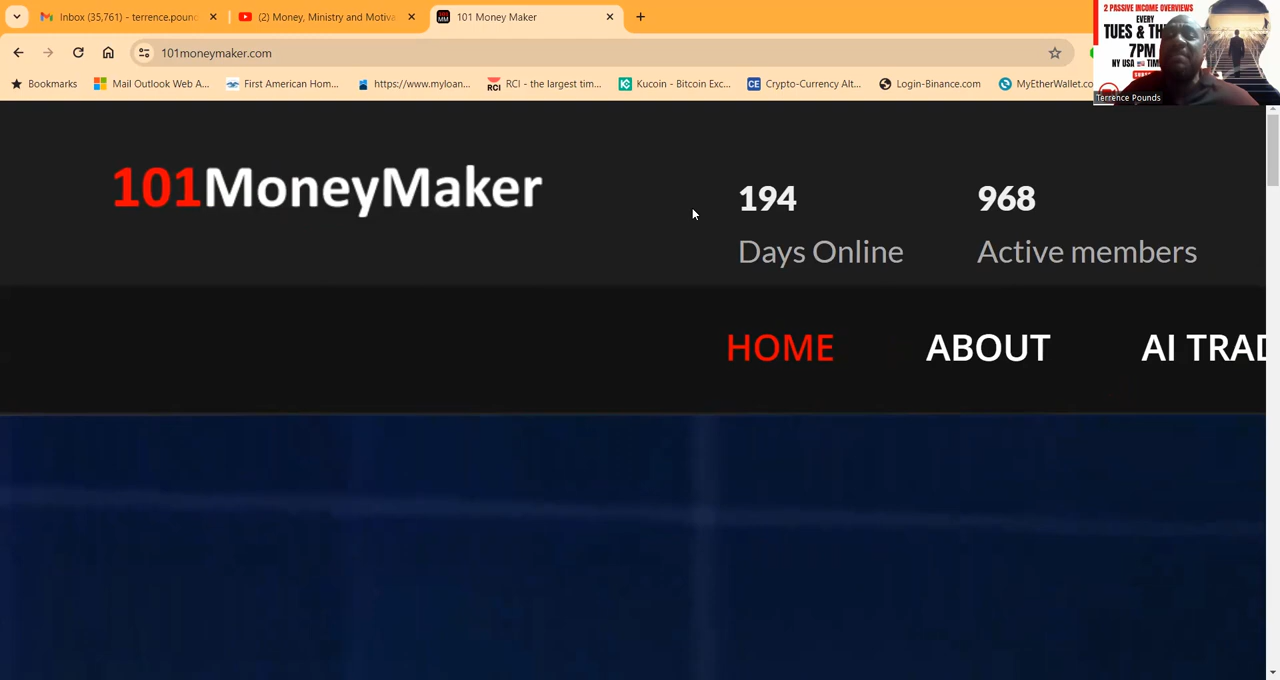 Inbox (35,761) - terrence.pound
(2) Money, Ministry and Motiva
101 Money Maker
101moneymaker.com
Bookmarks
Mail Outlook Web A...
First American Hom...
https://www.myloan...
RCI - the largest tim...
Kucoin - Bitcoin Exc...
Crypto-Currency Alt...
Login-Binance.com
MyEtherWallet.co
2 PASSIVE INCOME OVERVIEWS
EVERY
TUES & TH
7PM
NY USA TIM
Terrence Pounds
101MoneyMaker
194
Days Online
968
Active members
HOME
ABOUT
AI TRAD